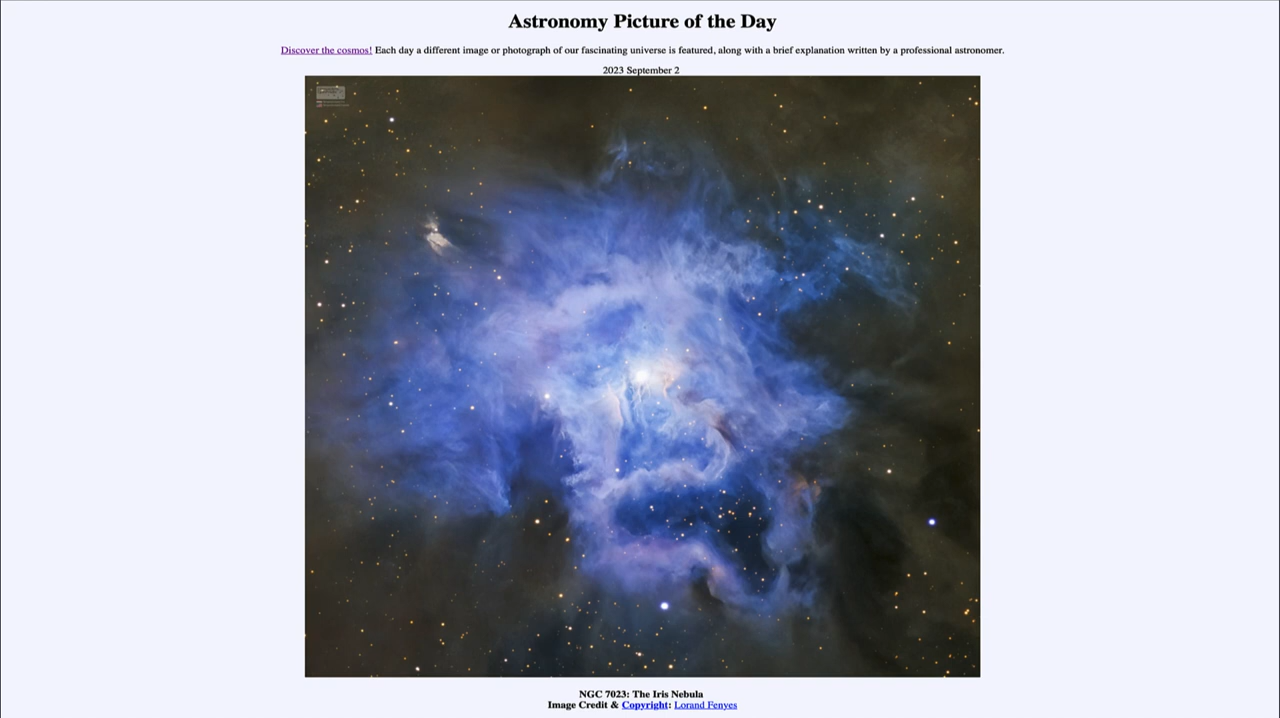 Astronomy Picture of the Day
Discover the cosmos! Each day a different image or photograph of our fascinating universe is featured, along with a brief explanation written by a professional astronomer.
2023 September 2
NGC 7023: The Iris Nebula
Image Credit & Copyright: Lorand Fenyes